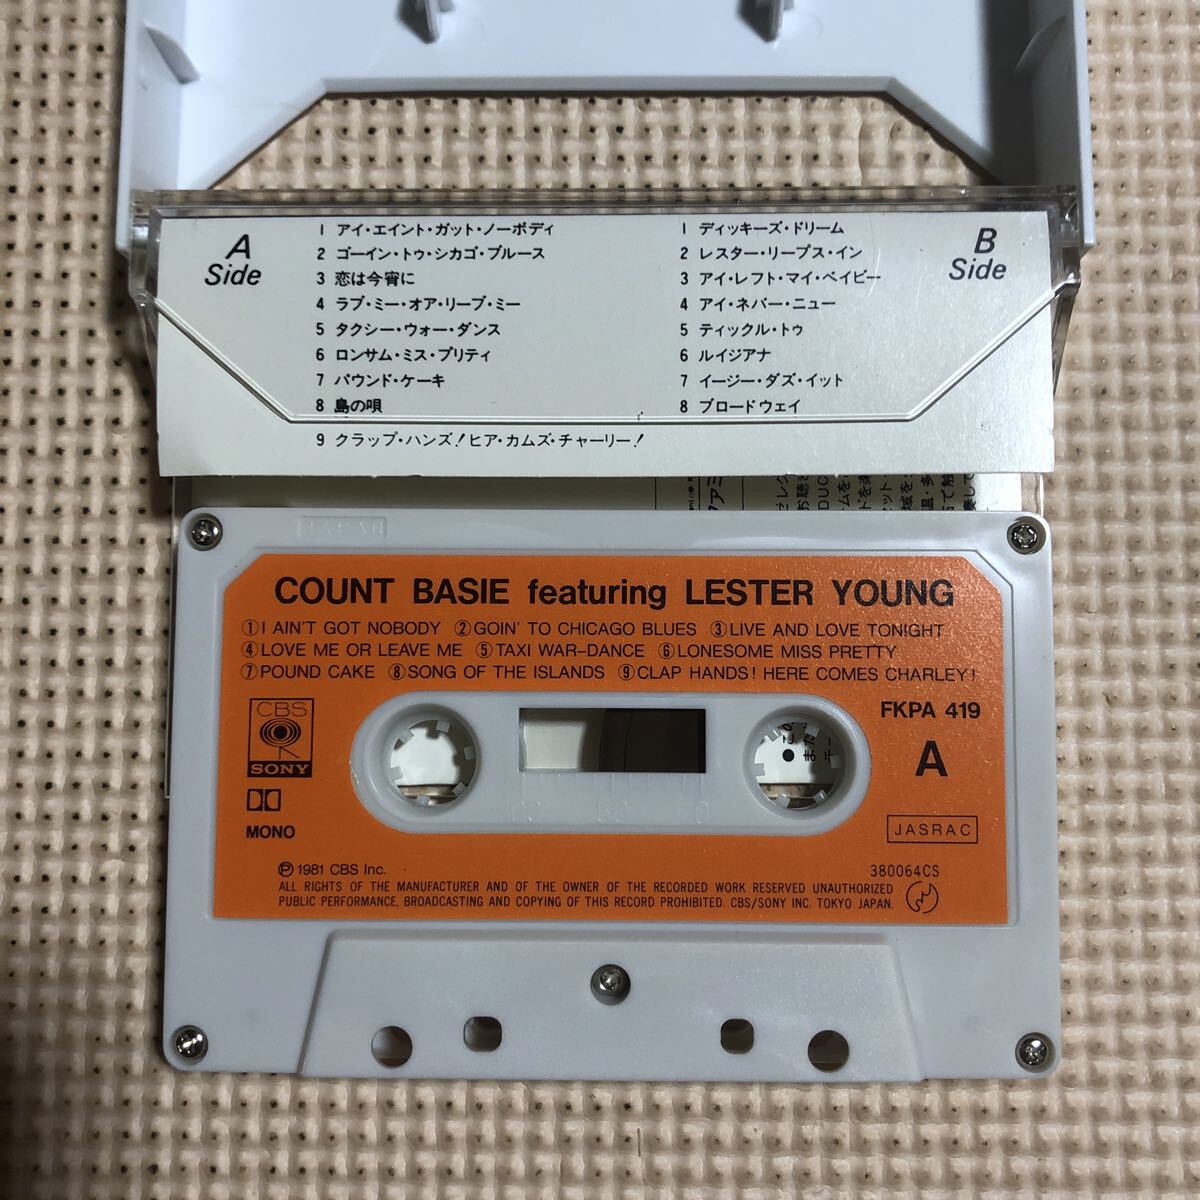 A
Side
1 アイ・エイント・ガット・ノーボディ
2 ゴーイン・トゥ・シカゴ・ブルース
3 恋は今宵に
4 ラブ・ミー・オア・リーブ・ミー
5 タクシー・ウォー・ダンス
6 ロンサム・ミス・プリティ
7 パウンド・ケーキ
8 島の唄
9 クラップ・ハンズ!ヒア・カムズ・チャーリー!
B
Side
1 ディッキーズ・ドリーム
2 レスター・リープス・イン
3 アイ・レフト・マイ・ベイビー
4 アイ・ネバー・ニュー
5 ティックル・トゥ
6 ルイジアナ
7 イージー・ダズ・イット
8 ブロードウェイ
COUNT BASIE featuring LESTER YOUNG
①I AIN'T GOT NOBODY ②GOIN' TO CHICAGO BLUES ③LIVE AND LOVE TONIGHT
④LOVE ME OR LEAVE ME ⑤TAXI WAR-DANCE ⑥LONESOME MISS PRETTY
⑦POUND CAKE ⑧SONG OF THE ISLANDS ⑨CLAP HANDS! HERE COMES CHARLEY!
CBS
SONY
MONO
FKPA 419
A
JASRAC
Ⓟ1981 CBS Inc.
380064CS
ALL RIGHTS OF THE MANUFACTURER AND OF THE OWNER OF THE RECORDED WORK RESERVED UNAUTHORIZED
PUBLIC PERFORMANCE, BROADCASTING AND COPYING OF THIS RECORD PROHIBITED. CBS/SONY INC. TOKYO JAPAN.